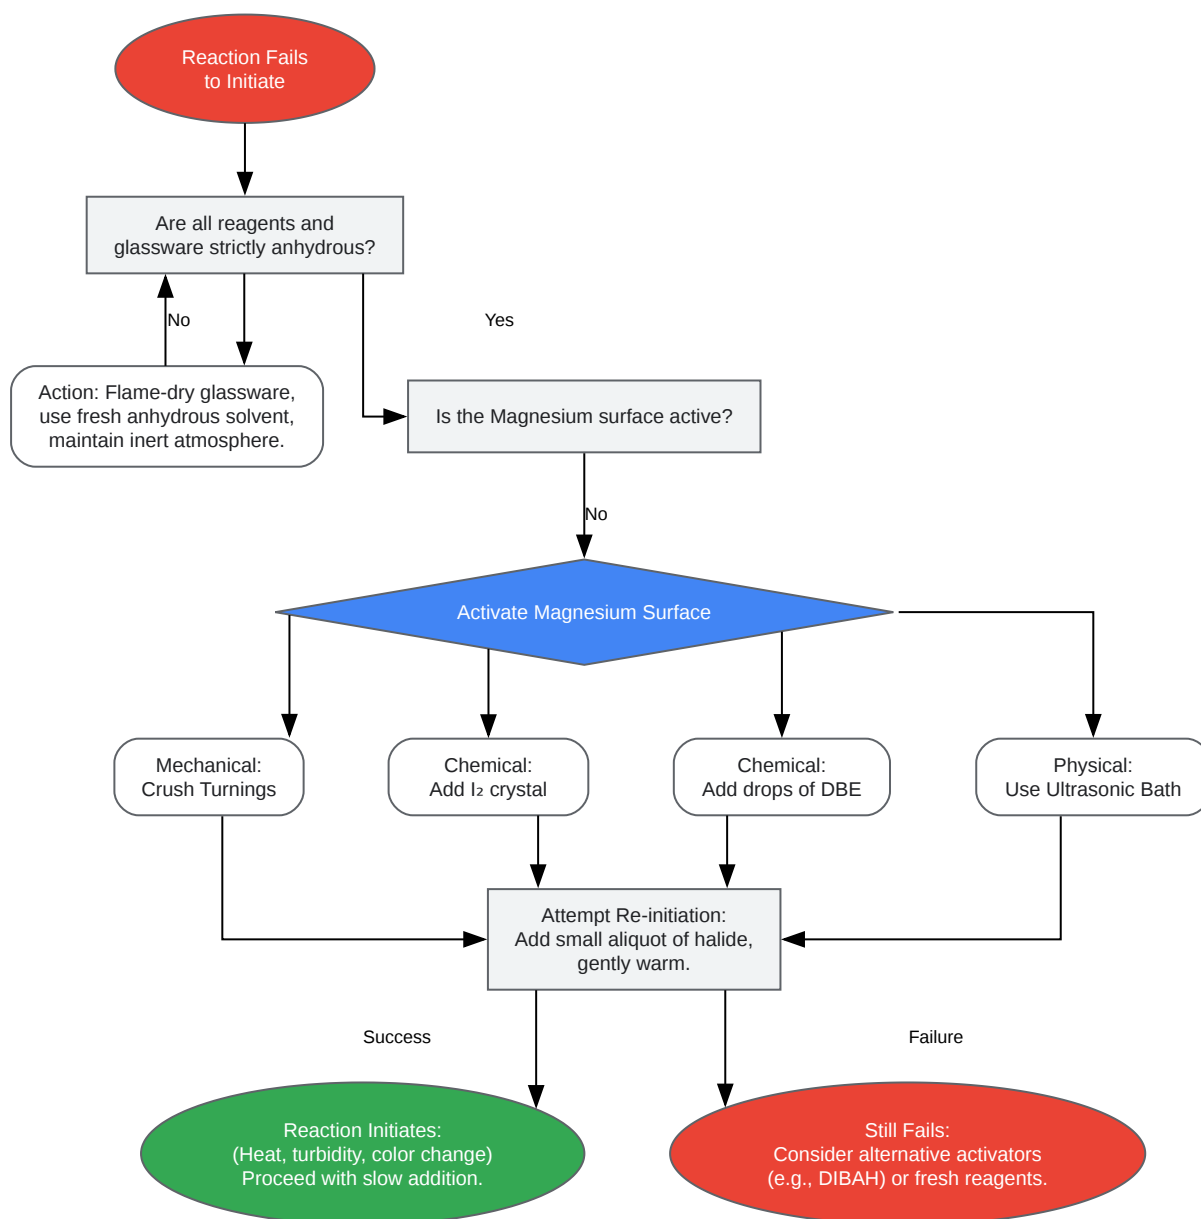 Reaction Fails
to Initiate
Are all reagents and
glassware strictly anhydrous?
No
Yes
Action: Flame-dry glassware,
use fresh anhydrous solvent,
maintain inert atmosphere.
Is the Magnesium surface active?
No
Activate Magnesium Surface
Mechanical:
Crush Turnings
Chemical:
Add I₂ crystal
Chemical:
Add drops of DBE
Physical:
Use Ultrasonic Bath
Attempt Re-initiation:
Add small aliquot of halide,
gently warm.
Success
Failure
Reaction Initiates:
(Heat, turbidity, color change)
Proceed with slow addition.
Still Fails:
Consider alternative activators
(e.g., DIBAH) or fresh reagents.